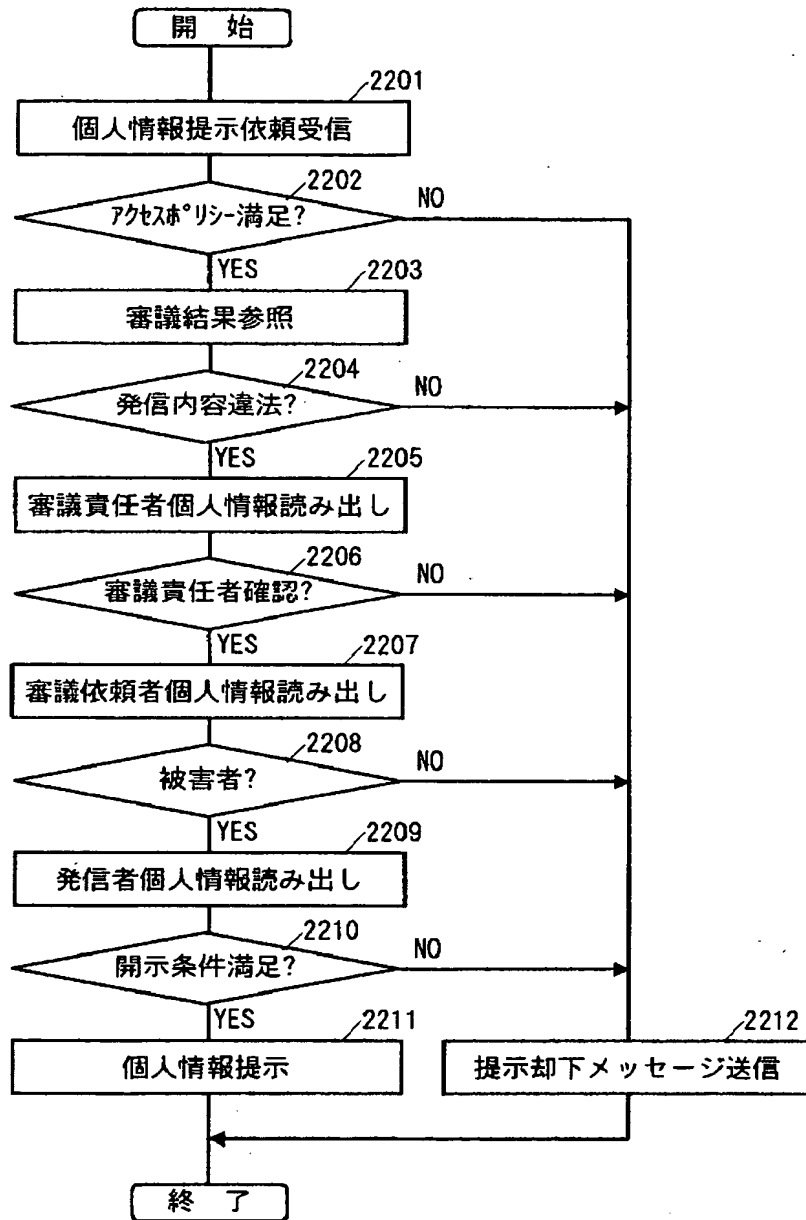 開 始
2201
個人情報提示依頼受信
2202
アクセスポリシー満足?
NO
YES
2203
審議結果参照
2204
発信内容違法?
NO
YES
2205
審議責任者個人情報読み出し
2206
審議責任者確認?
NO
YES
2207
審議依頼者個人情報読み出し
2208
被害者?
NO
YES
2209
発信者個人情報読み出し
2210
開示条件満足?
NO
YES
2211
個人情報提示
2212
提示却下メッセージ送信
終 了